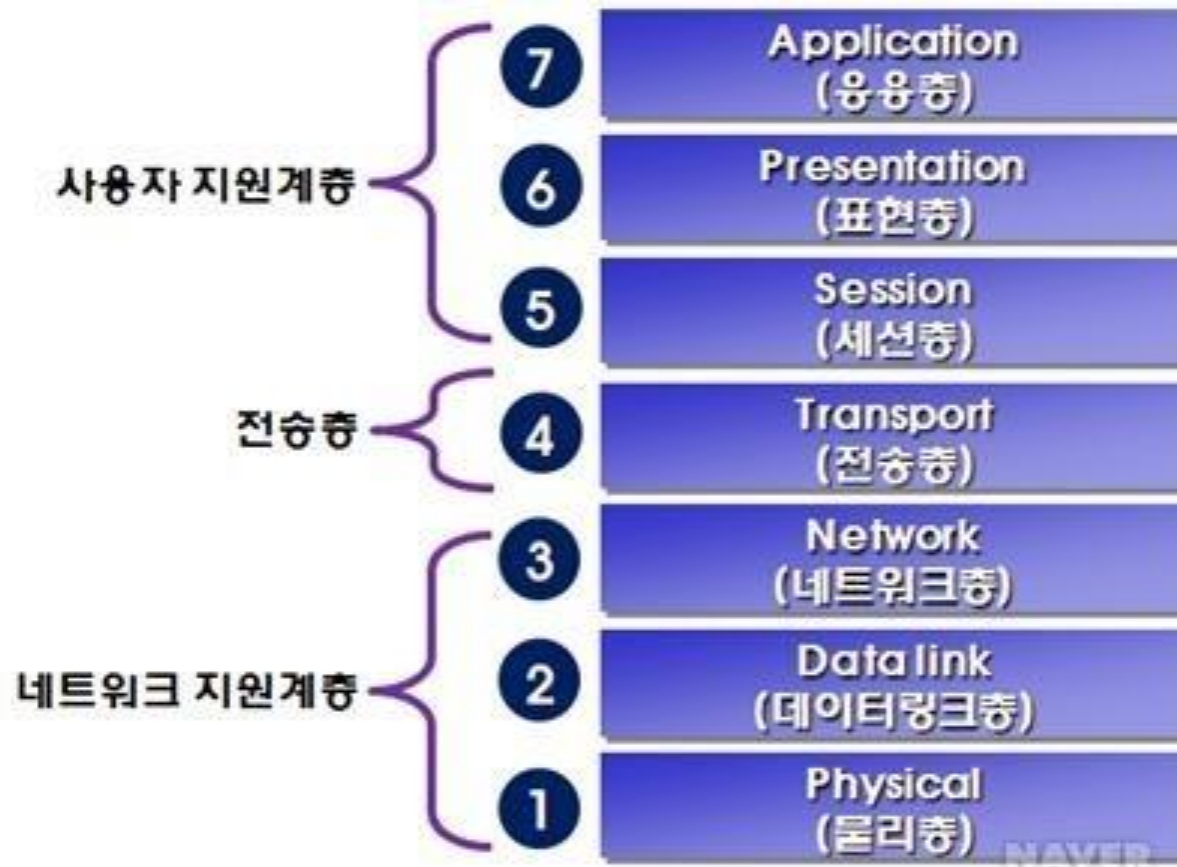 7
Application
(응용층)
6
Presentation
(표현층)
사용자 지원계층
5
Session
(세션층)
4
Transport
(전송층)
전송층
3
Network
(네트워크층)
2
Data link
(데이터링크층)
네트워크 지원계층
1
Physical
(물리층)
NAVER